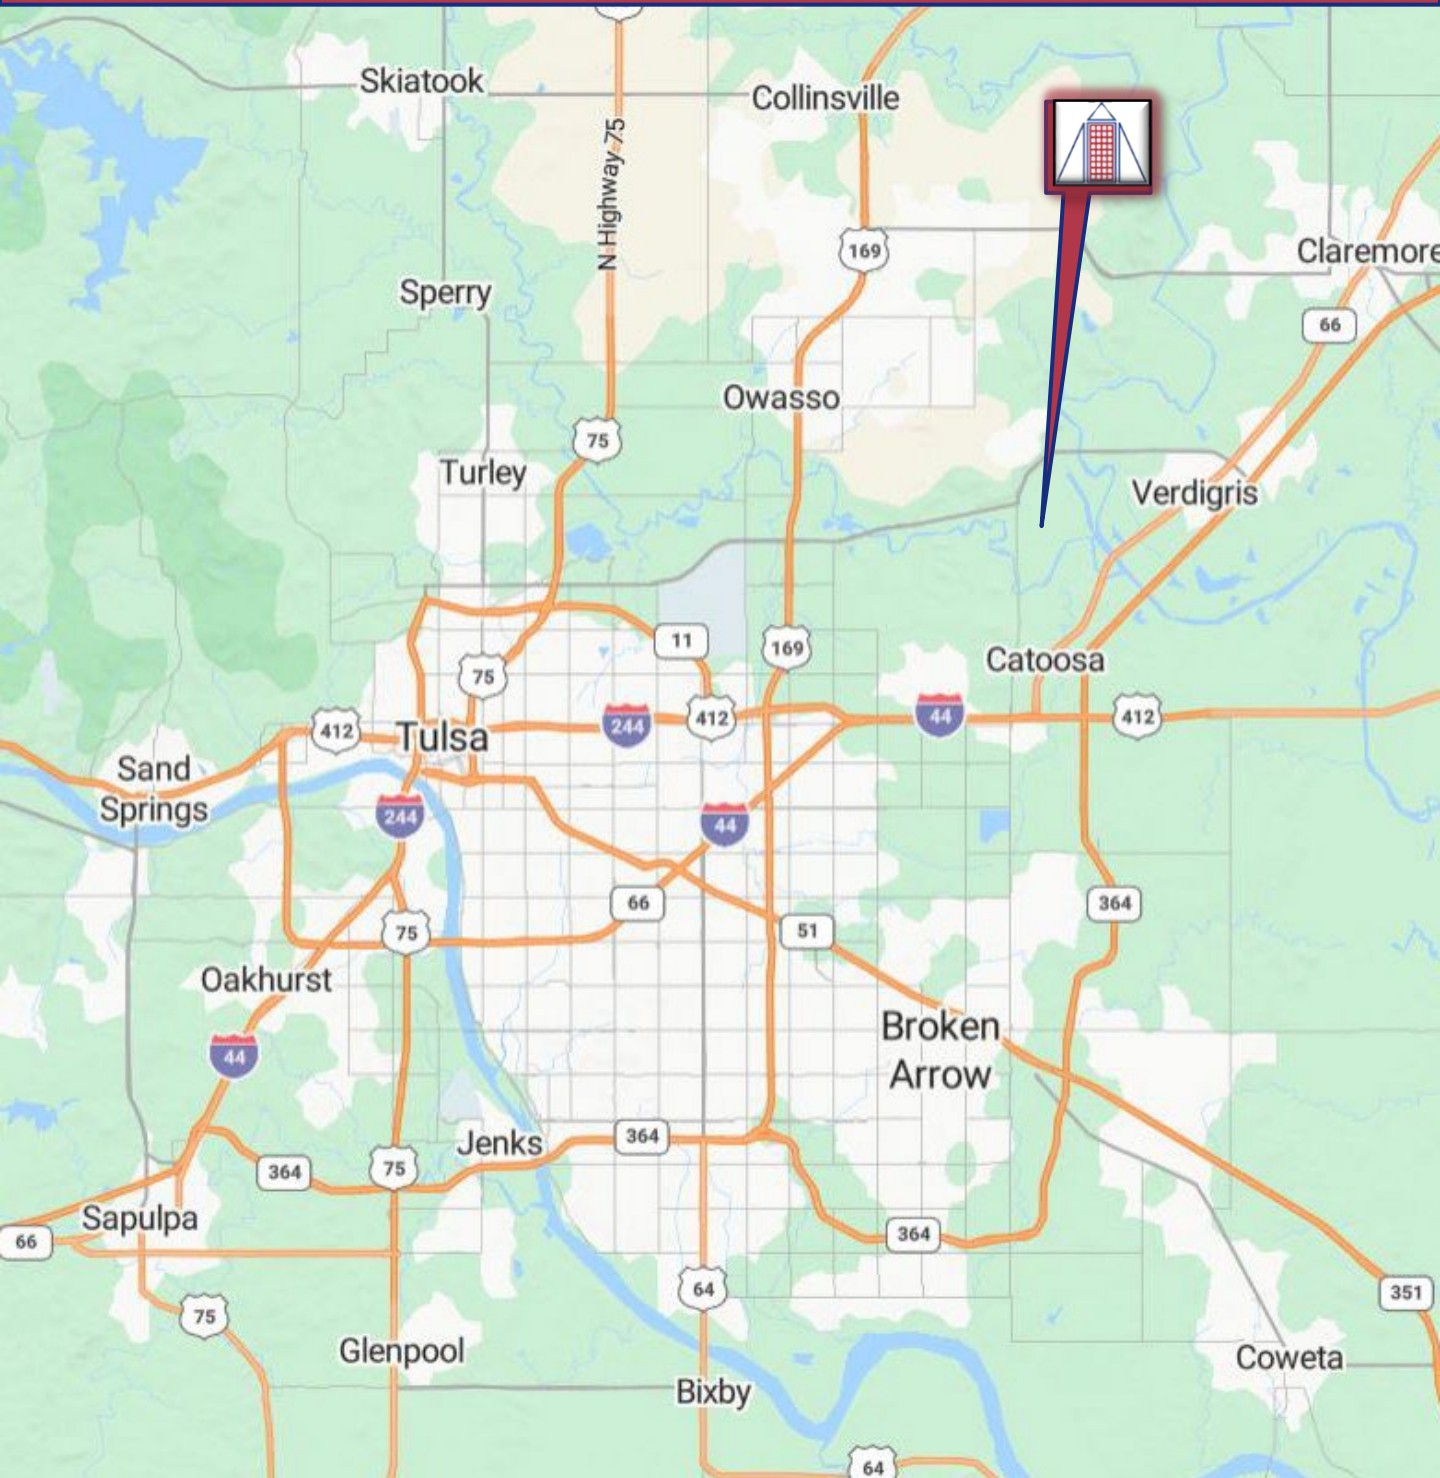 Skiatook
Collinsville
N Highway 75
169
Claremore
Sperry
66
Owasso
75
Turley
Verdigris
11
169
Catoosa
75
412
244
412
44
412
Tulsa
Sand
Springs
244
44
66
364
75
51
Oakhurst
Broken
Arrow
44
364
Jenks
364
75
Sapulpa
66
364
64
351
75
Glenpool
Coweta
Bixby
64